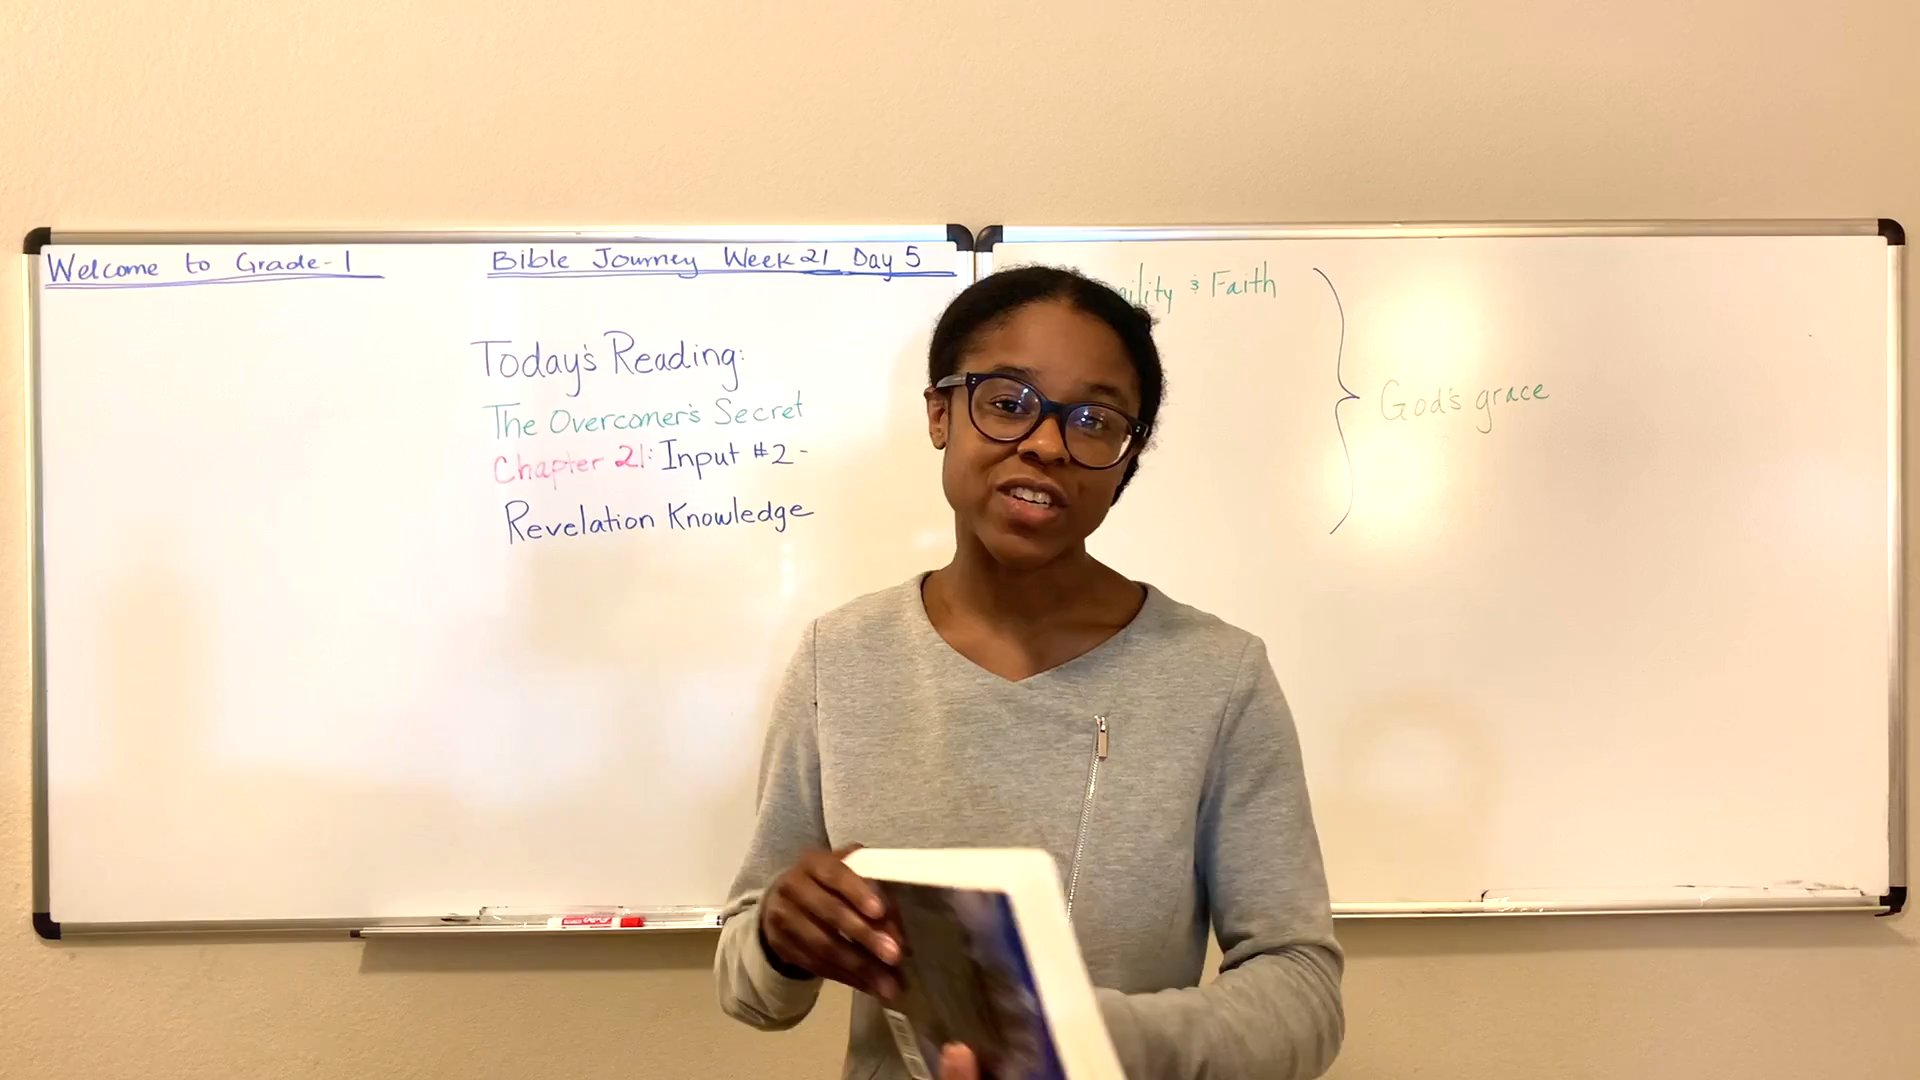 Welcome to Grade-1
Bible Journey Week 21 Day 5
Today's Reading:
The Overcomer's Secret
Chapter 21: Input #2-
Revelation Knowledge
& Faith
God's grace